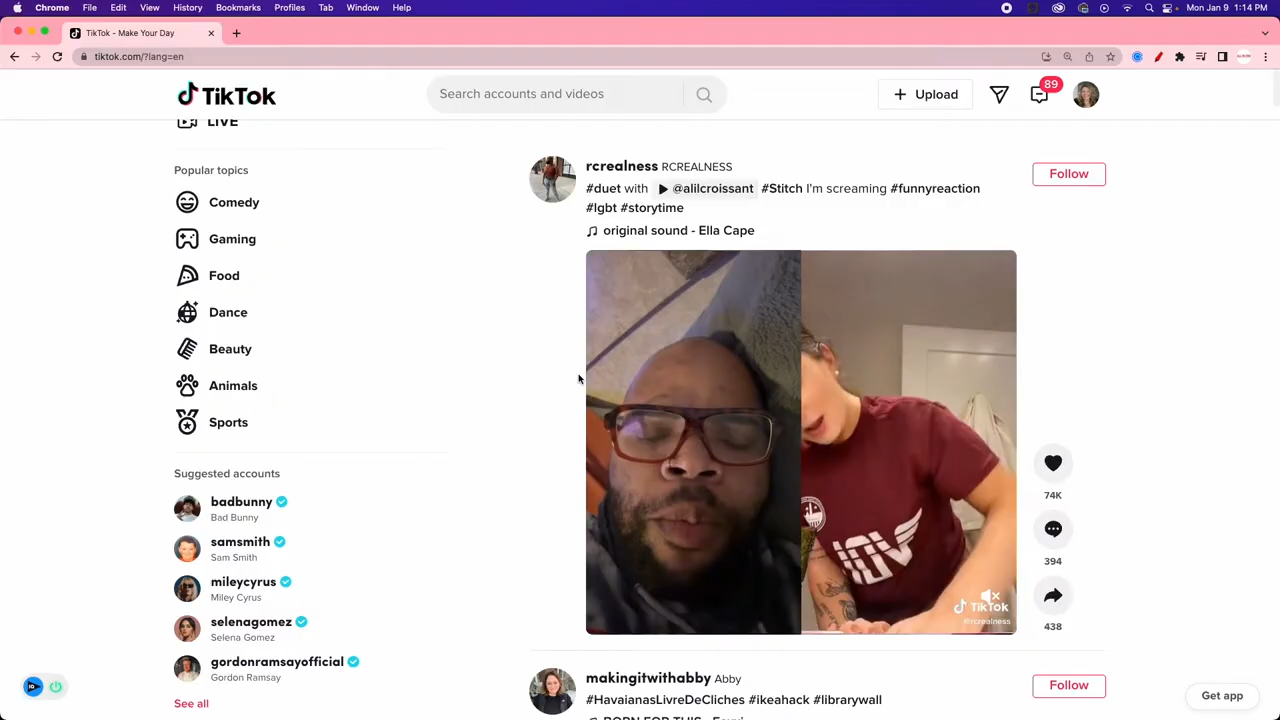 Chrome File Edit View History Bookmarks Profiles Tab Window Help
Mon Jan 9 1:14 PM
TikTok - Make Your Day
tiktok.com/?lang=en
TikTok
Search accounts and videos
Upload
89
LIVE
Popular topics
Comedy
Gaming
Food
Dance
Beauty
Animals
Sports
Suggested accounts
badbunny
Bad Bunny
samsmith
Sam Smith
mileycyrus
Miley Cyrus
selenagomez
Selena Gomez
gordonramsayofficial
Gordon Ramsay
See all
rcrealness RCREALNESS
Follow
#duet with @alilcroissant #Stitch I'm screaming #funnyreaction
#lgbt #storytime
original sound - Ella Cape
TikTok
@rcrealness
74K
394
438
makingitwithabby Abby
Follow
#HavaianasLivreDeCliches #ikeahack #librarywall
Get app